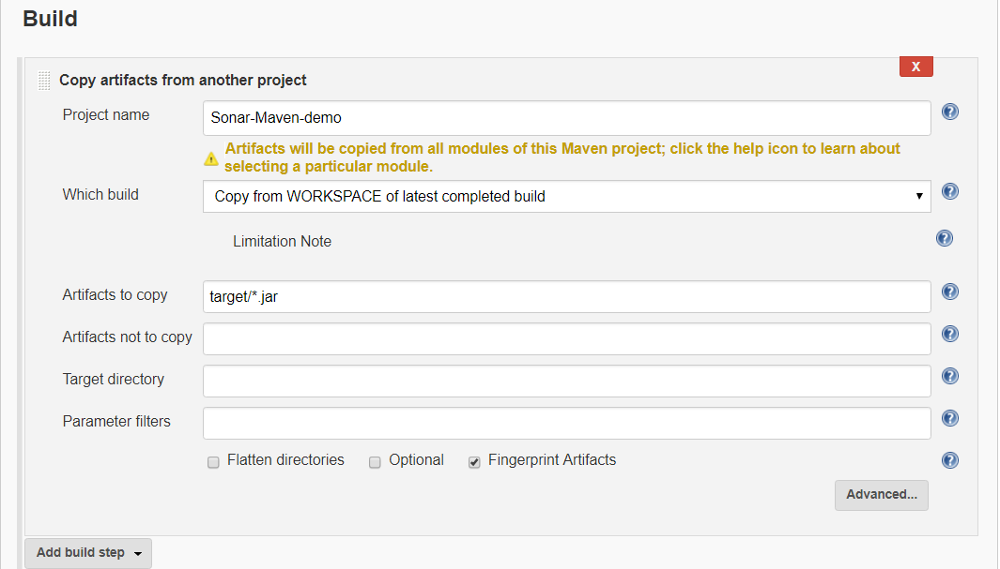 Build
X
Copy artifacts from another project
Project name
Sonar-Maven-demo
Artifacts will be copied from all modules of this Maven project; click the help icon to learn about
selecting a particular module.
Which build
Copy from WORKSPACE of latest completed build
Limitation Note
Artifacts to copy
target/*.jar
Artifacts not to copy
Target directory
Parameter filters
Flatten directories Optional Fingerprint Artifacts
Advanced...
Add build step